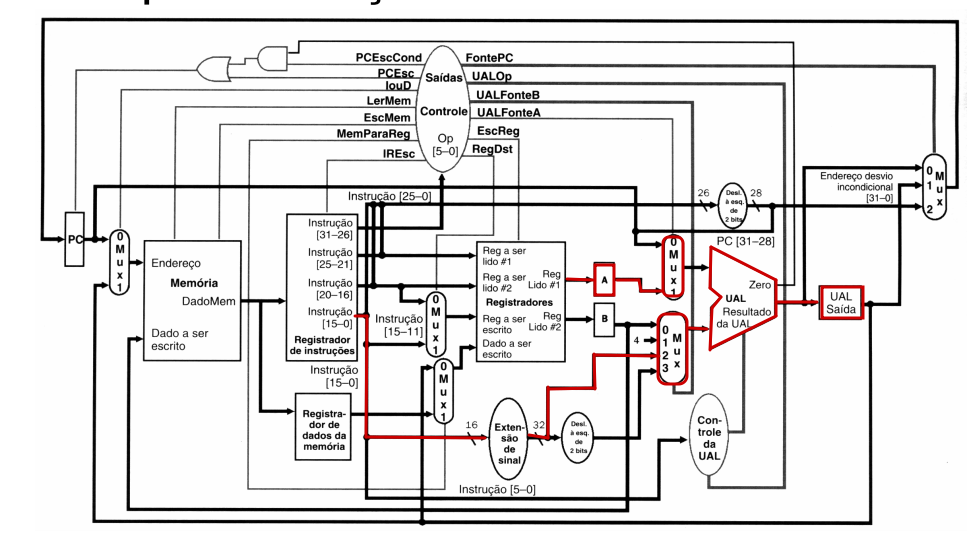 PCEscCond
PCEsc
IouD
LerMem
EscMem
MemParaReg
IREsc
Saídas
Controle
Op
[5–0]
FontePC
UALOp
UALFonteB
UALFonteA
EscReg
RegDst
Instrução [25–0]
26
Desl.
à esq.
de
2 bits
28
Endereço desvio
incondicional
[31–0]
PC [31–28]
0
1
2
M
u
x
PC
0
M
u
x
1
Endereço
Memória
DadoMem
Dado a ser
escrito
Instrução
[31–26]
Instrução
[25–21]
Instrução
[20–16]
Instrução
[15–0]
Registrador
de instruções
Instrução
[15–11]
0
M
u
x
1
Reg a ser
lido #1
Reg a ser
lido #2
Registradores
Reg a ser
escrito
Dado a ser
escrito
Reg
Lido #1
Reg
Lido #2
A
B
4
0
M
u
x
1
0
1
2
3
M
u
x
Zero
UAL
Resultado
da UAL
UAL
Saída
Instrução
[15–0]
Registra-
dor de
dados da
memória
0
M
u
x
1
16
Exten-
são
de
sinal
32
Desl.
à esq.
de
2 bits
Con-
trole
da
UAL
Instrução [5–0]